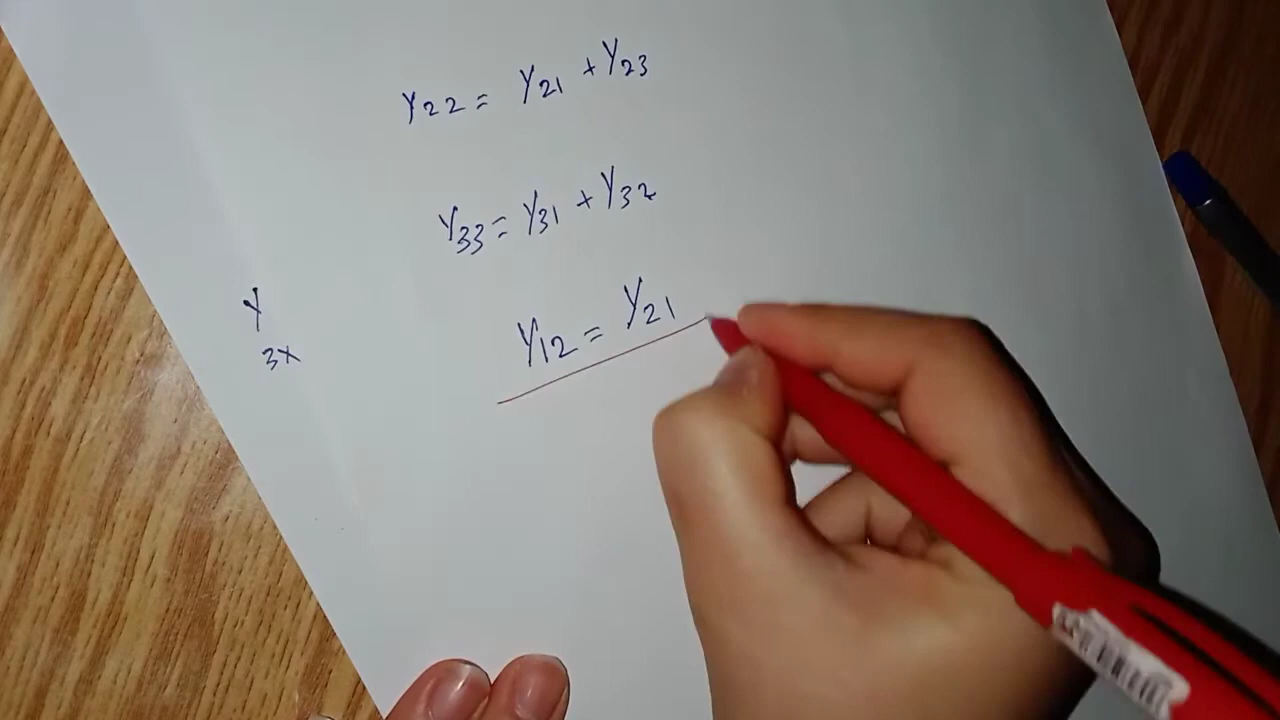 Y22 = Y21 + Y23
Y33 = Y31 + Y32
Y12 = Y21
Y
3x